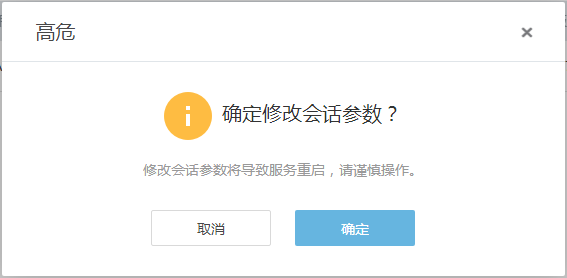 高危
确定修改会话参数？
修改会话参数将导致服务重启，请谨慎操作。
取消
确定